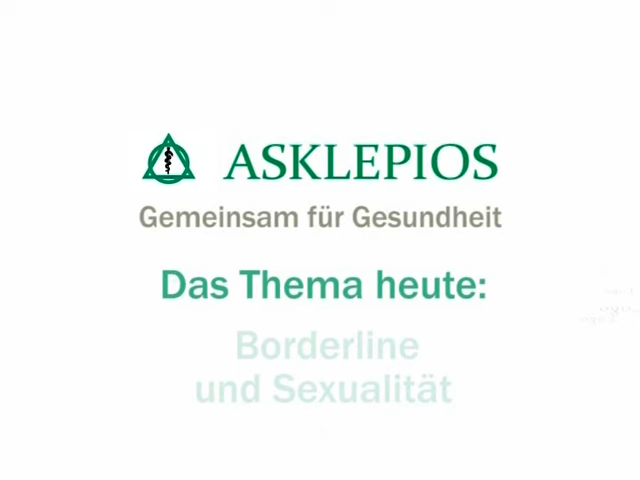 ASKLEPIOS
Gemeinsam für Gesundheit
Das Thema heute:
Borderline
und Sexualität